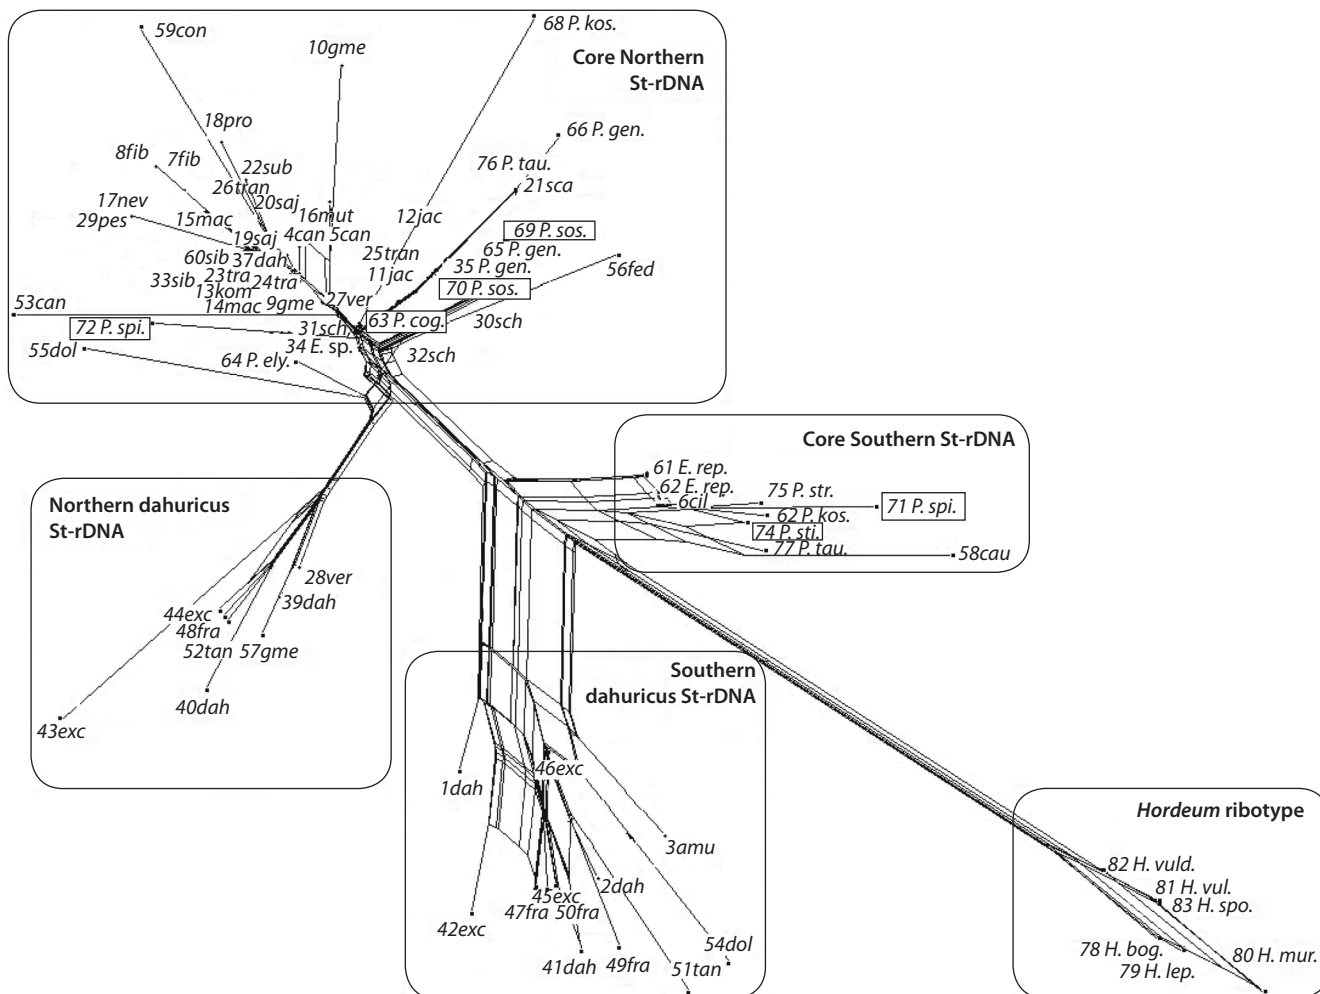 59con
68 P. kos.
10gme
Core Northern
St-rDNA
18pro
66 P. gen.
8fib
7fib
22sub
76 P. tau.
26tran
21sca
17nev
20saj
29pes
15mac
16mut
12jac
69 P. sos.
19saj
4can
5can
25tran
65 P. gen.
60sib
37dah
11jac
35 P. gen.
56fed
33sib
23tra
24tra
70 P. sos.
13kom
53can
14mac
9gme
27ver
72 P. spi.
31sch
63 P. cog.
30sch
55dol
34 E. sp.
64 P. ely.
32sch
Core Southern St-rDNA
61 E. rep.
62 E. rep.
75 P. str.
6cil
71 P. spi.
62 P. kos.
74 P. sti.
77 P. tau.
58cau
Northern dahuricus
St-rDNA
28ver
39dah
44exc
48fra
52tan
57gme
40dah
43exc
Southern
dahuricus St-rDNA
1dah
46exc
3amu
2dah
45exc
47fra
50fra
42exc
54dol
41dah
49fra
51tan
Hordeum ribotype
82 H. vuld.
81 H. vul.
83 H. spo.
78 H. bog.
80 H. mur.
79 H. lep.